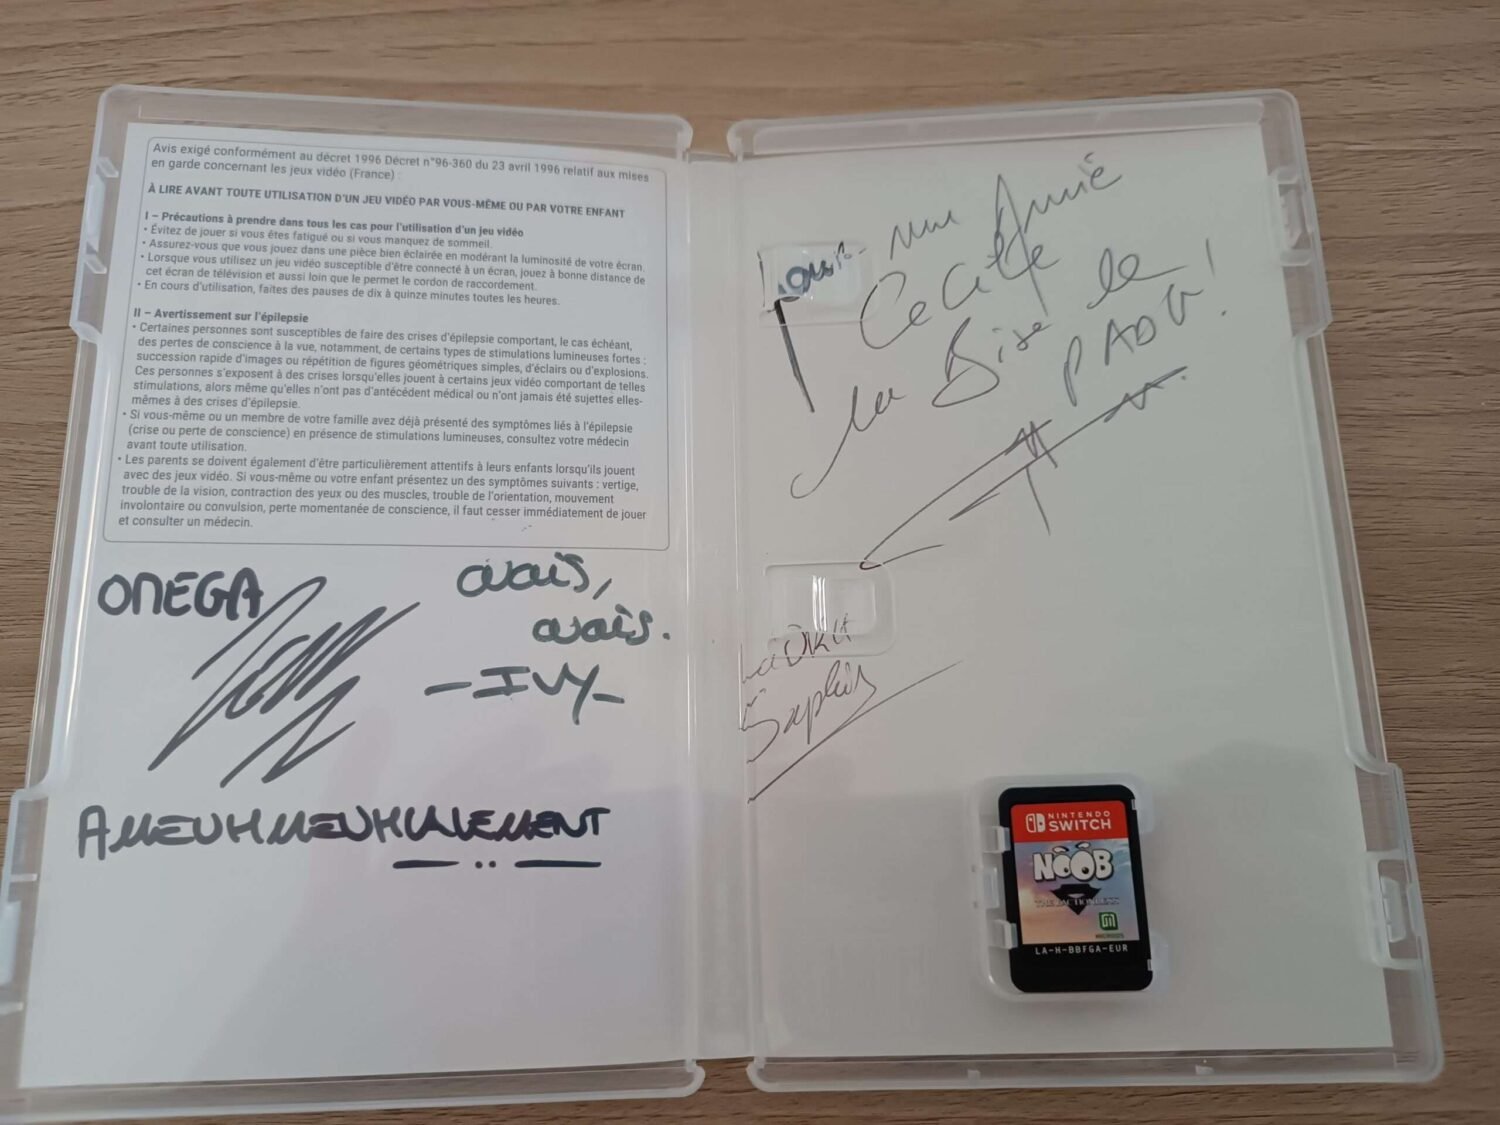 Avis exigé conformément au décret 1996 Décret n°96-360 du 23 avril 1996 relatif aux mises
en garde concernant les jeux vidéo (France) :
À LIRE AVANT TOUTE UTILISATION D'UN JEU VIDÉO PAR VOUS-MÊME OU PAR VOTRE ENFANT
I – Précautions à prendre dans tous les cas pour l'utilisation d'un jeu vidéo
• Évitez de jouer si vous êtes fatigué ou si vous manquez de sommeil.
• Assurez-vous que vous jouez dans une pièce bien éclairée en modérant la luminosité de votre écran.
• Lorsque vous utilisez un jeu vidéo susceptible d'être connecté à un écran, jouez à bonne distance de
cet écran de télévision et aussi loin que le permet le cordon de raccordement.
• En cours d'utilisation, faites des pauses de dix à quinze minutes toutes les heures.
II – Avertissement sur l'épilepsie
• Certaines personnes sont susceptibles de faire des crises d'épilepsie comportant, le cas échéant,
des pertes de conscience à la vue, notamment, de certains types de stimulations lumineuses fortes :
succession rapide d'images ou répétition de figures géométriques simples, d'éclairs ou d'explosions.
Ces personnes s'exposent à des crises lorsqu'elles jouent à certains jeux vidéo comportant de telles
stimulations, alors même qu'elles n'ont pas d'antécédent médical ou n'ont jamais été sujettes elles-
mêmes à des crises d'épilepsie.
• Si vous-même ou un membre de votre famille avez déjà présenté des symptômes liés à l'épilepsie
(crise ou perte de conscience) en présence de stimulations lumineuses, consultez votre médecin
avant toute utilisation.
• Les parents se doivent également d'être particulièrement attentifs à leurs enfants lorsqu'ils jouent
avec des jeux vidéo. Si vous-même ou votre enfant présentez un des symptômes suivants : vertige,
trouble de la vision, contraction des yeux ou des muscles, trouble de l'orientation, mouvement
involontaire ou convulsion, perte momentanée de conscience, il faut cesser immédiatement de jouer
et consulter un médecin.
OMEGA
ouais,
ouais.
-IVY-
la Bise de
PADV!
Saphir
NINTENDO
SWITCH
NOOB
MICROIDS
LA-H-BBFGA-EUR